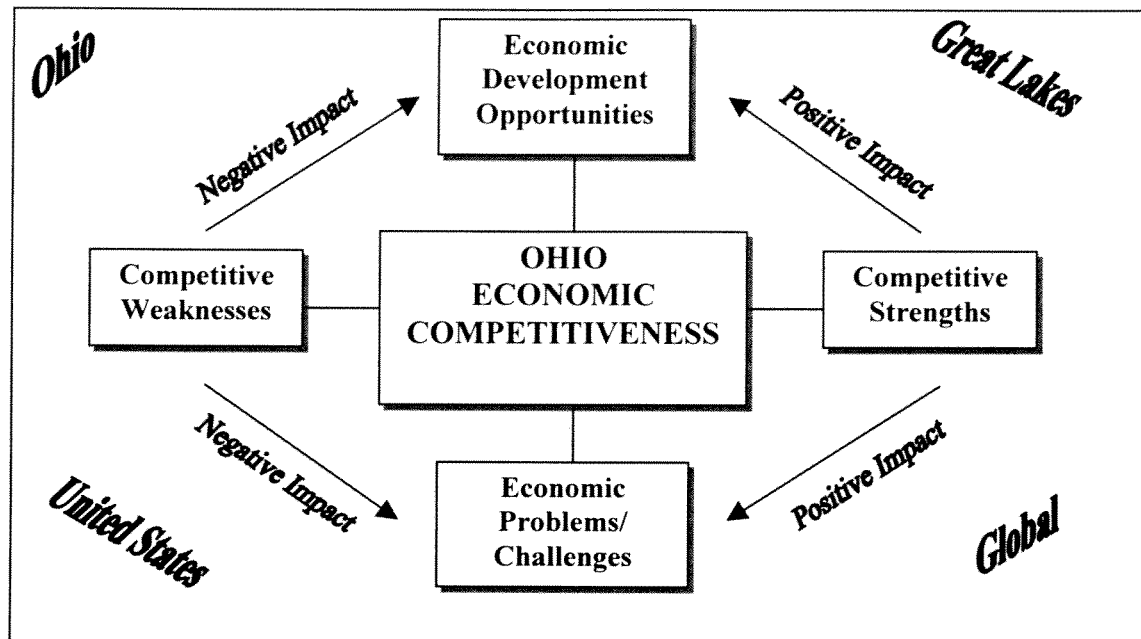 Ohio
Economic
Development
Opportunities
Great Lakes
Negative Impact
Positive Impact
Competitive
Weaknesses
OHIO
ECONOMIC
COMPETITIVENESS
Competitive
Strengths
Negative Impact
Positive Impact
United States
Economic
Problems/
Challenges
Global